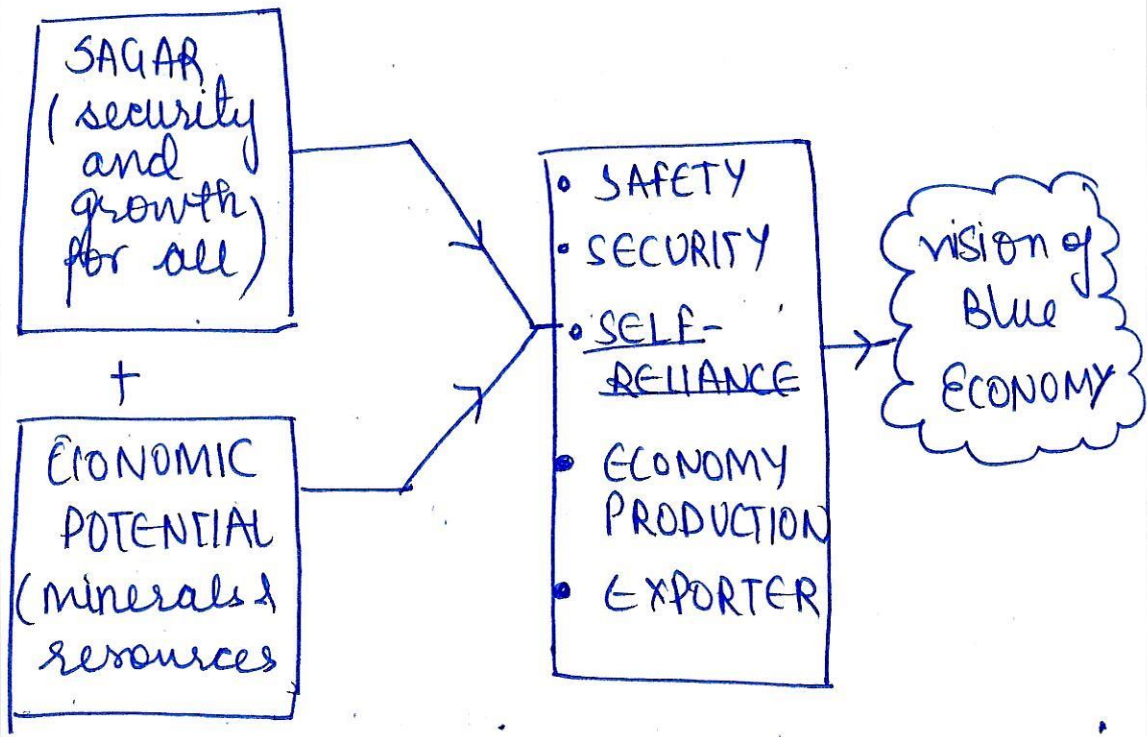 SAGAR
(security
and
growth
for all)
+
ECONOMIC
POTENTIAL
(minerals &
resources
• SAFETY
• SECURITY
• SELF-
RELIANCE
• ECONOMY
PRODUCTION
• EXPORTER
vision of
Blue
ECONOMY